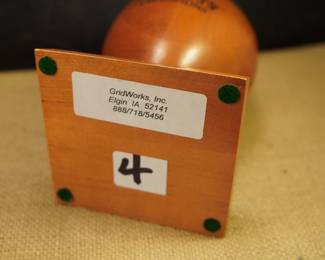 GridWorks, Inc.
Elgin IA 52141
888/718/5456
4